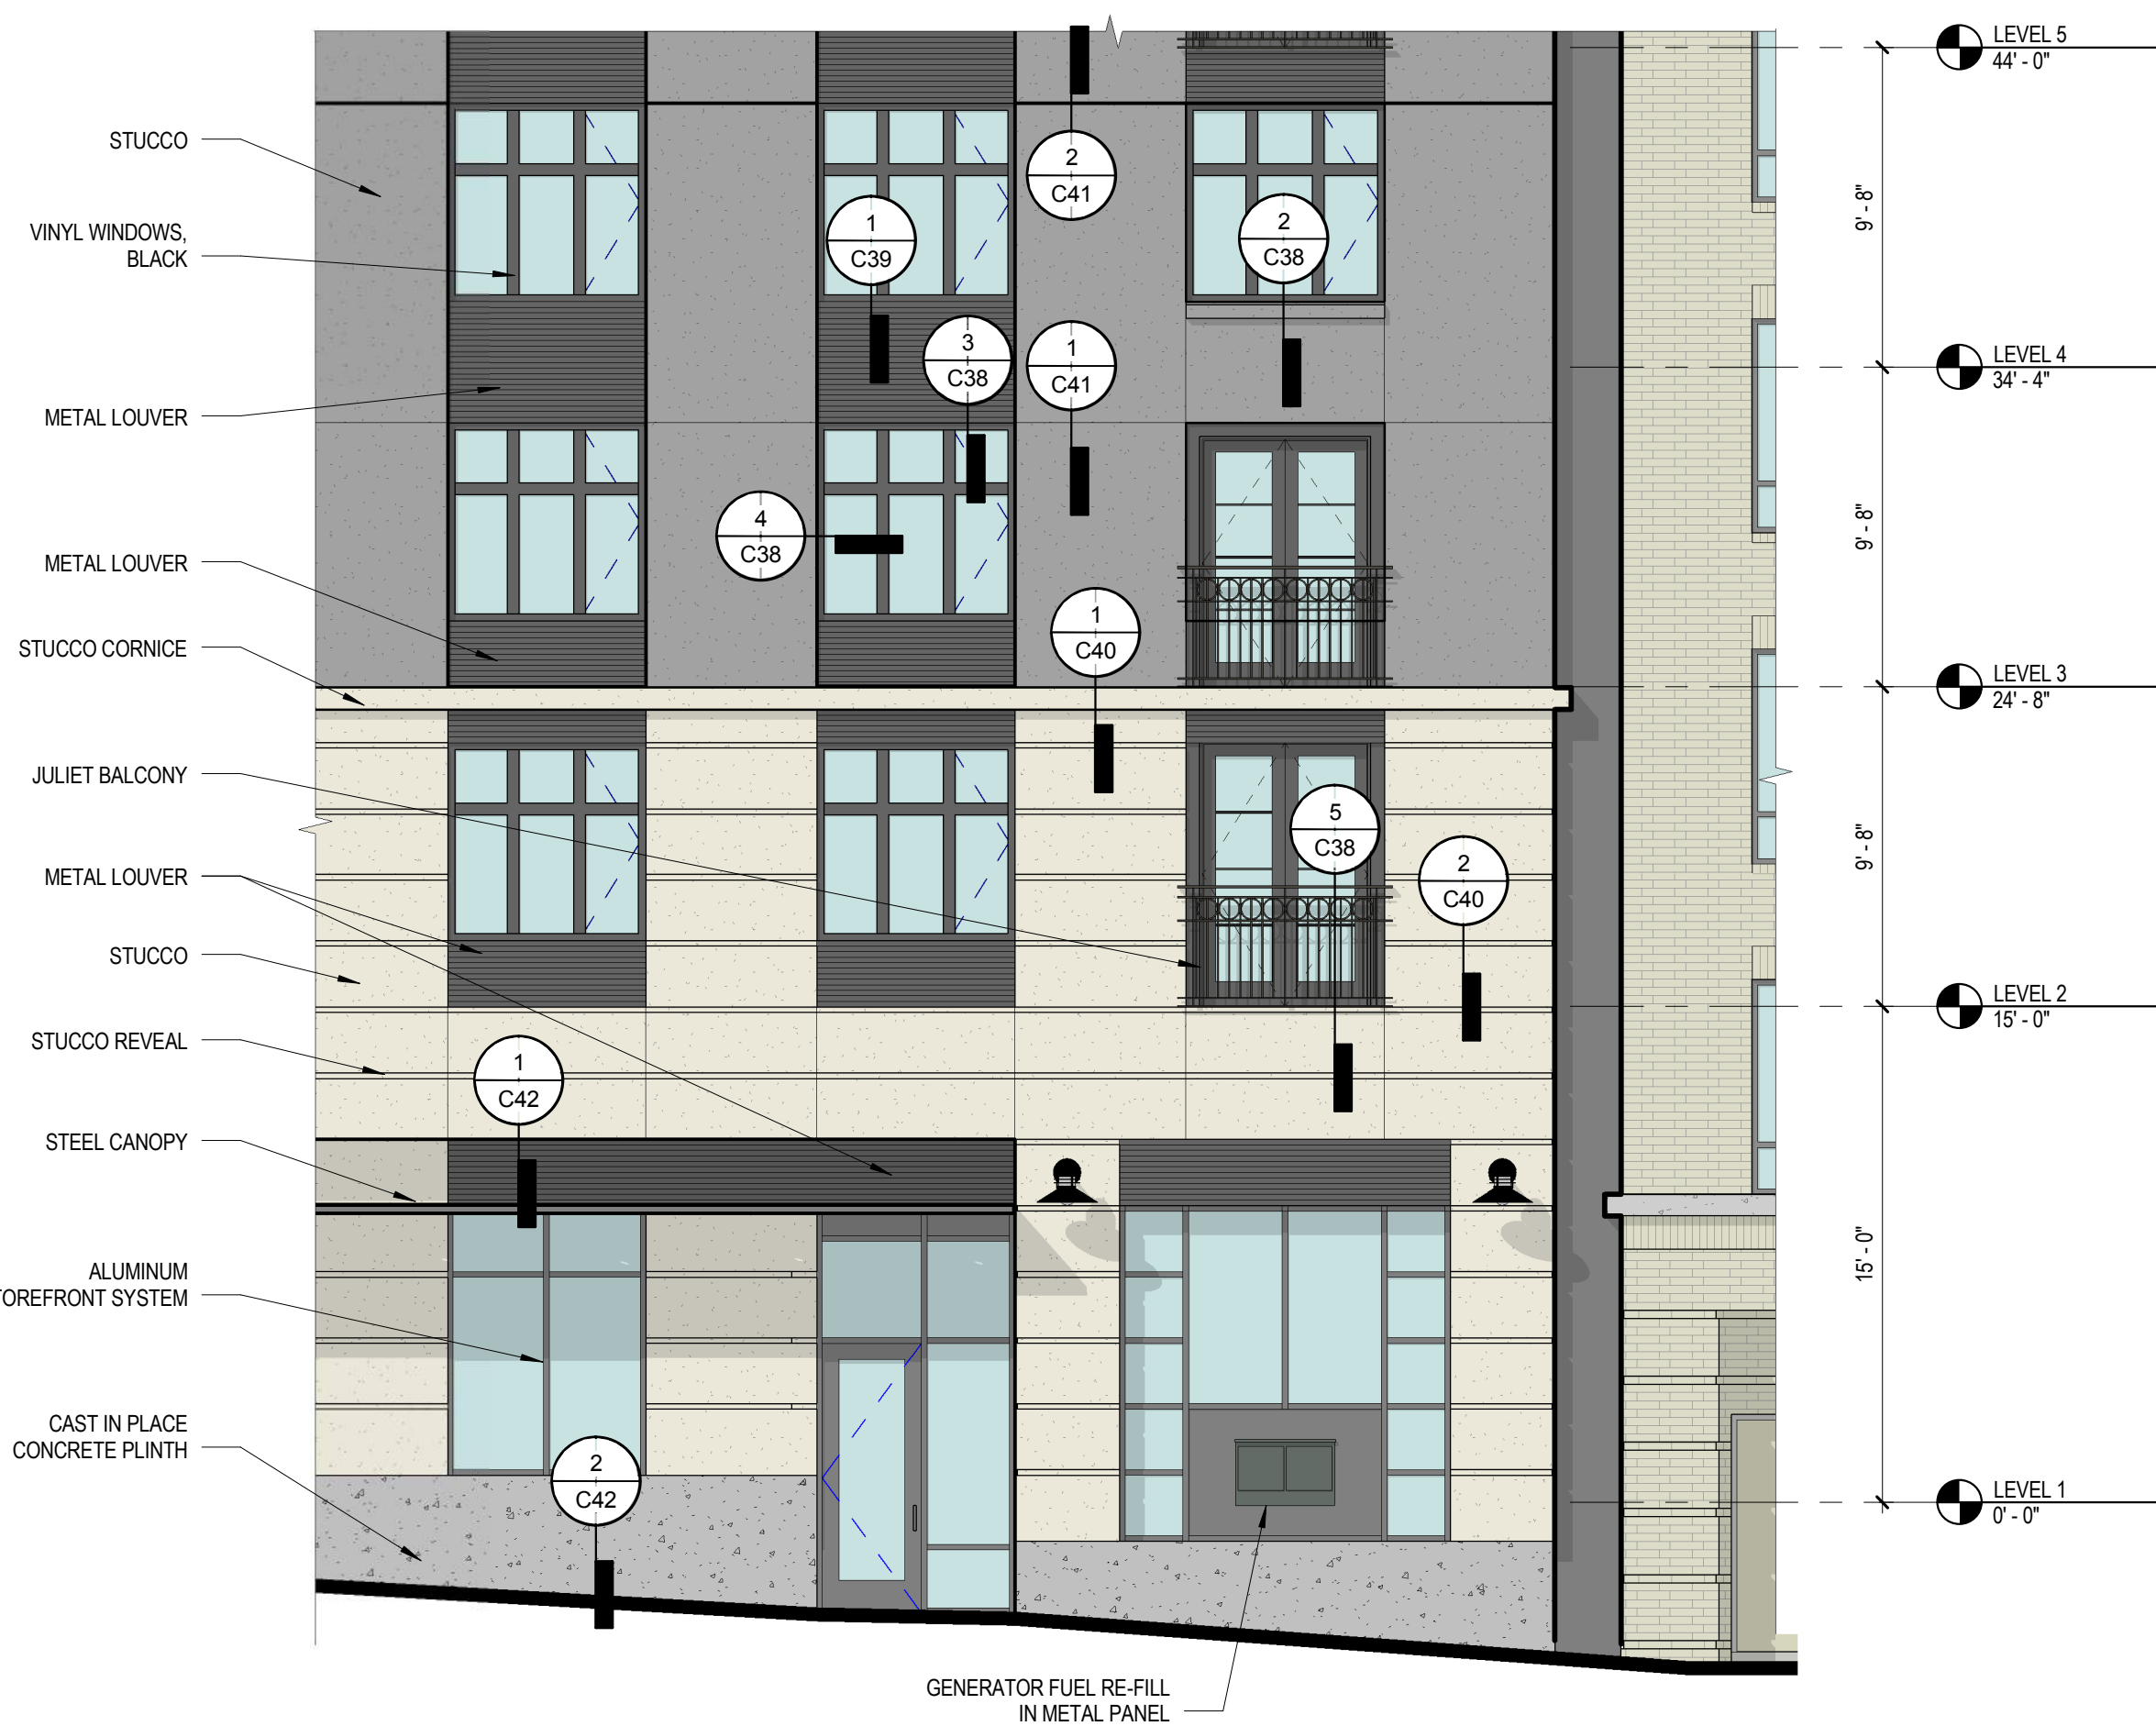 LEVEL 5
44' - 0"
STUCCO
2
C41
VINYL WINDOWS,
BLACK
1
C39
2
C38
9' - 8"
LEVEL 4
34' - 4"
3
C38
1
C41
METAL LOUVER
4
C38
9' - 8"
METAL LOUVER
1
C40
STUCCO CORNICE
LEVEL 3
24' - 8"
JULIET BALCONY
5
C38
2
C40
9' - 8"
METAL LOUVER
STUCCO
LEVEL 2
15' - 0"
STUCCO REVEAL
1
C42
STEEL CANOPY
15' - 0"
ALUMINUM
TOREFRONT SYSTEM
CAST IN PLACE
CONCRETE PLINTH
2
C42
LEVEL 1
0' - 0"
GENERATOR FUEL RE-FILL
IN METAL PANEL